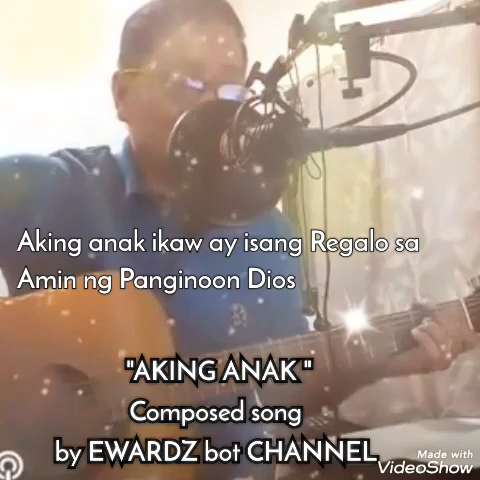 Aking anak ikaw ay isang Regalo sa
Amin ng Panginoon Dios
"AKING ANAK "
Composed song
by EWARDZ bot CHANNEL
Made with
VideoShow